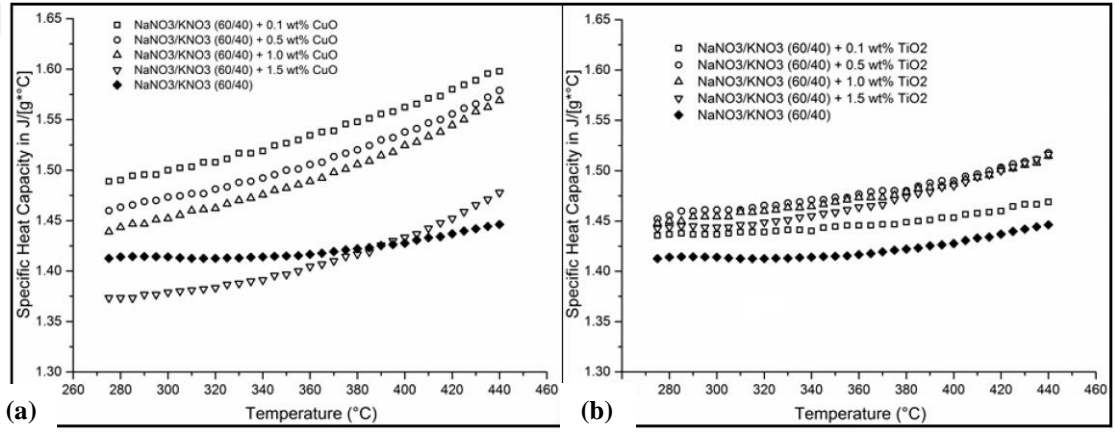 1.65
1.60
1.55
1.50
1.45
1.40
1.35
1.30
Specific Heat Capacity in J/[g*°C]
NaNO3/KNO3 (60/40) + 0.1 wt% CuO
NaNO3/KNO3 (60/40) + 0.5 wt% CuO
NaNO3/KNO3 (60/40) + 1.0 wt% CuO
NaNO3/KNO3 (60/40) + 1.5 wt% CuO
NaNO3/KNO3 (60/40)
260 280 300 320 340 360 380 400 420 440 460
Temperature (°C)
(a)
1.65
1.60
1.55
1.50
1.45
1.40
1.35
1.30
Specific Heat Capacity in J/[g*°C]
NaNO3/KNO3 (60/40) + 0.1 wt% TiO2
NaNO3/KNO3 (60/40) + 0.5 wt% TiO2
NaNO3/KNO3 (60/40) + 1.0 wt% TiO2
NaNO3/KNO3 (60/40) + 1.5 wt% TiO2
NaNO3/KNO3 (60/40)
260 280 300 320 340 360 380 400 420 440 460
Temperature (°C)
(b)